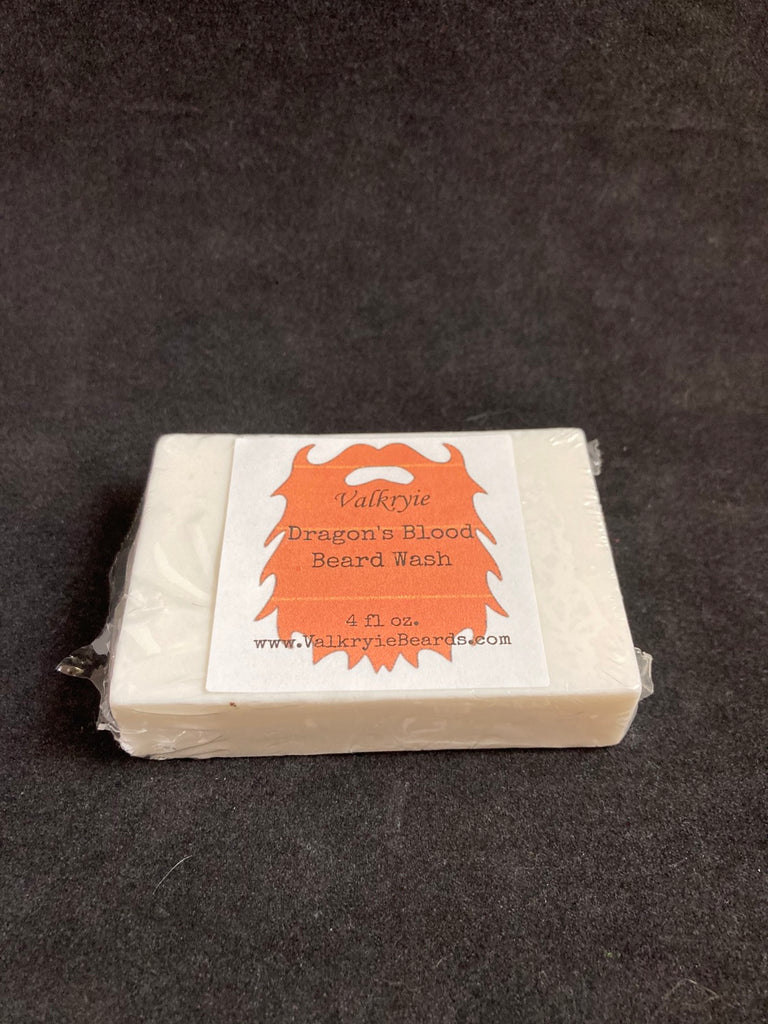 Valkryie
Dragon's Blood
Beard Wash
4 fl oz.
www.ValkryieBeards.com